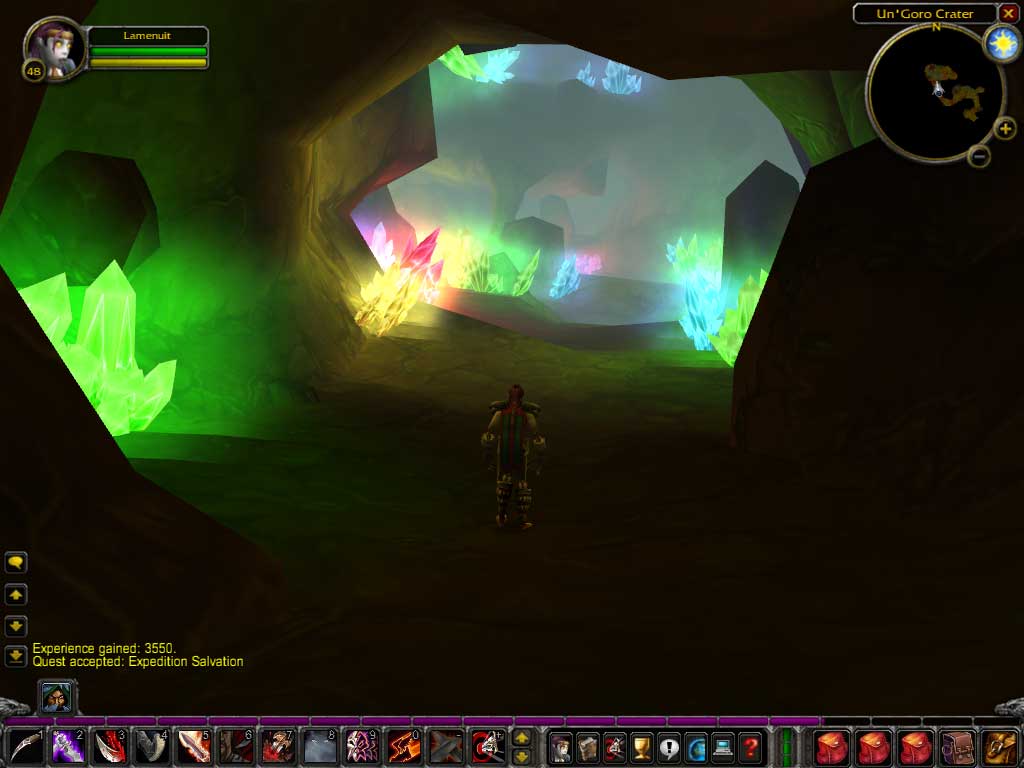 Lamenuit
48
Un'Goro Crater
N
Experience gained: 3550.
Quest accepted: Expedition Salvation
2 3 4 5 6 7 8 9 0 - +